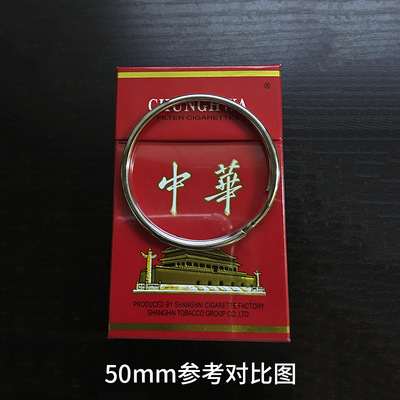 CHUNGHWA
®
FILTER CIGARETTES
中華
PRODUCED BY SHANGHAI CIGARETTE FACTORY
SHANGHAI TOBACCO GROUP CO.,LTD.
50mm参考对比图